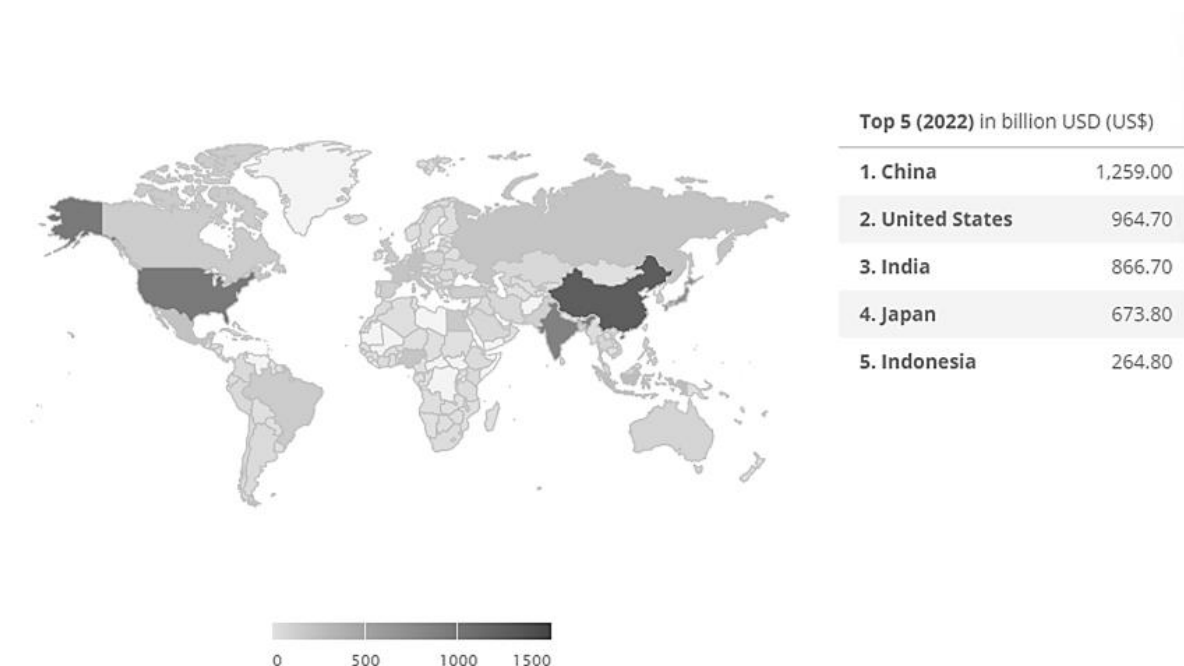 Top 5 (2022) in billion USD (US$)
1. China 1,259.00
2. United States 964.70
3. India 866.70
4. Japan 673.80
5. Indonesia 264.80
0 500 1000 1500